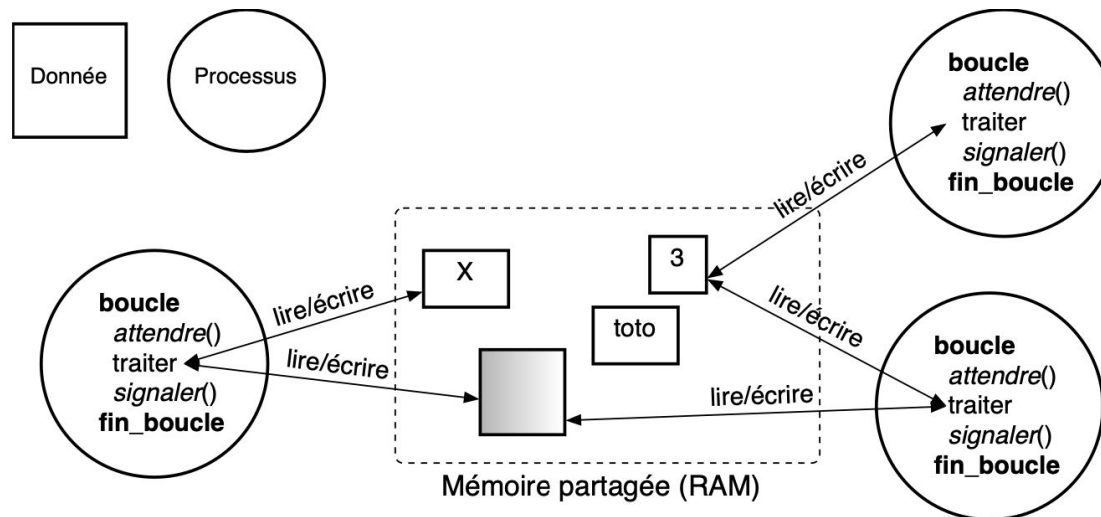 Donnée
Processus
boucle
attendre()
traiter
signaler()
fin_boucle
lire/écrire
X
3
toto
lire/écrire
lire/écrire
boucle
attendre()
traiter
signaler()
fin_boucle
lire/écrire
lire/écrire
boucle
attendre()
traiter
signaler()
fin_boucle
Mémoire partagée (RAM)